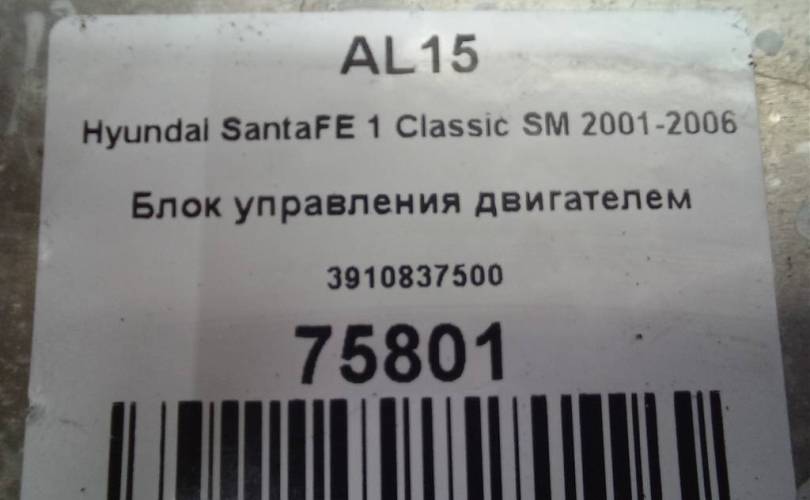 AL15
Hyundai SantaFE 1 Classic SM 2001-2006
Блок управления двигателем
3910837500
75801